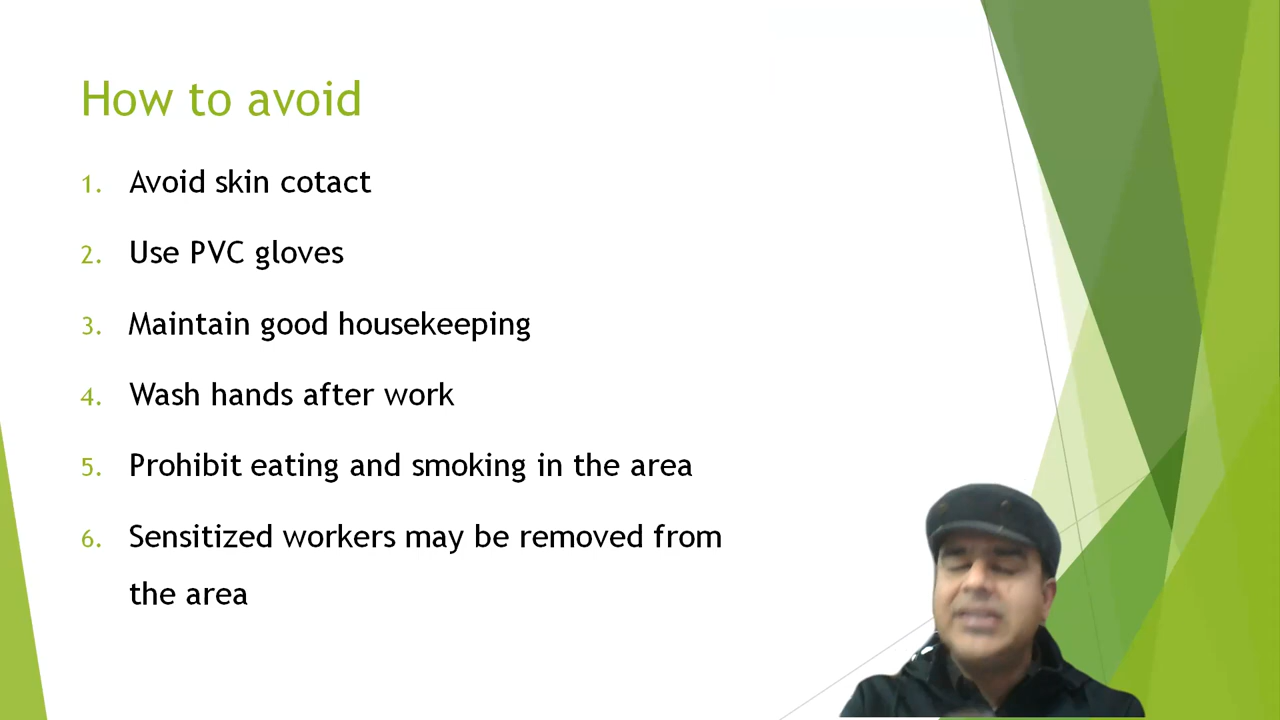 How to avoid
1. Avoid skin cotact
2. Use PVC gloves
3. Maintain good housekeeping
4. Wash hands after work
5. Prohibit eating and smoking in the area
6. Sensitized workers may be removed from
the area